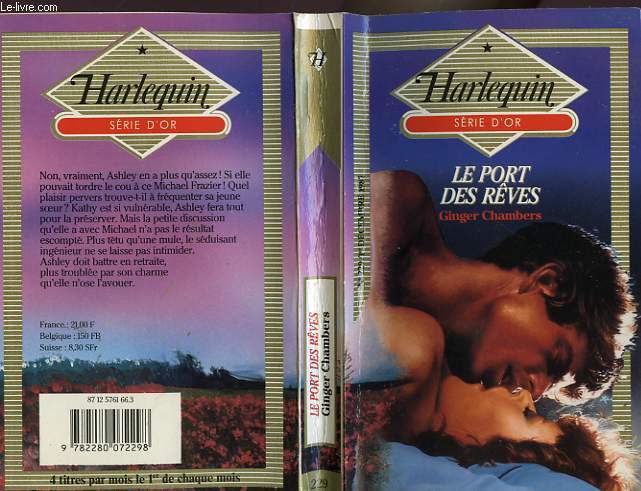 Le-livre.com
Harlequin
SÉRIE D'OR
Non, vraiment, Ashley en a plus qu'assez ! Si elle
pouvait tordre le cou à ce Michael Frazier ! Quel
plaisir pervers trouve-t-il à fréquenter sa jeune
sœur ? Kathy est si vulnérable, Ashley fera tout
pour la préserver. Mais la petite discussion
qu'elle a avec Michael n'a pas le résultat
escompté. Plus têtu qu'une mule, le séduisant
ingénieur ne se laisse pas intimider.
Ashley doit battre en retraite,
plus troublée par son charme
qu'elle n'ose l'avouer.
France : 21,00 F
Belgique : 150 FB
Suisse : 8,30 SFr
87 12 5761 66.3
9 782280 072298
4 titres par mois le 1er de chaque mois
H
LE PORT DES RÊVES
Ginger Chambers
229
DÉCEMBRE 1987
Harlequin
SÉRIE D'OR
LE PORT
DES RÊVES
Ginger Chambers